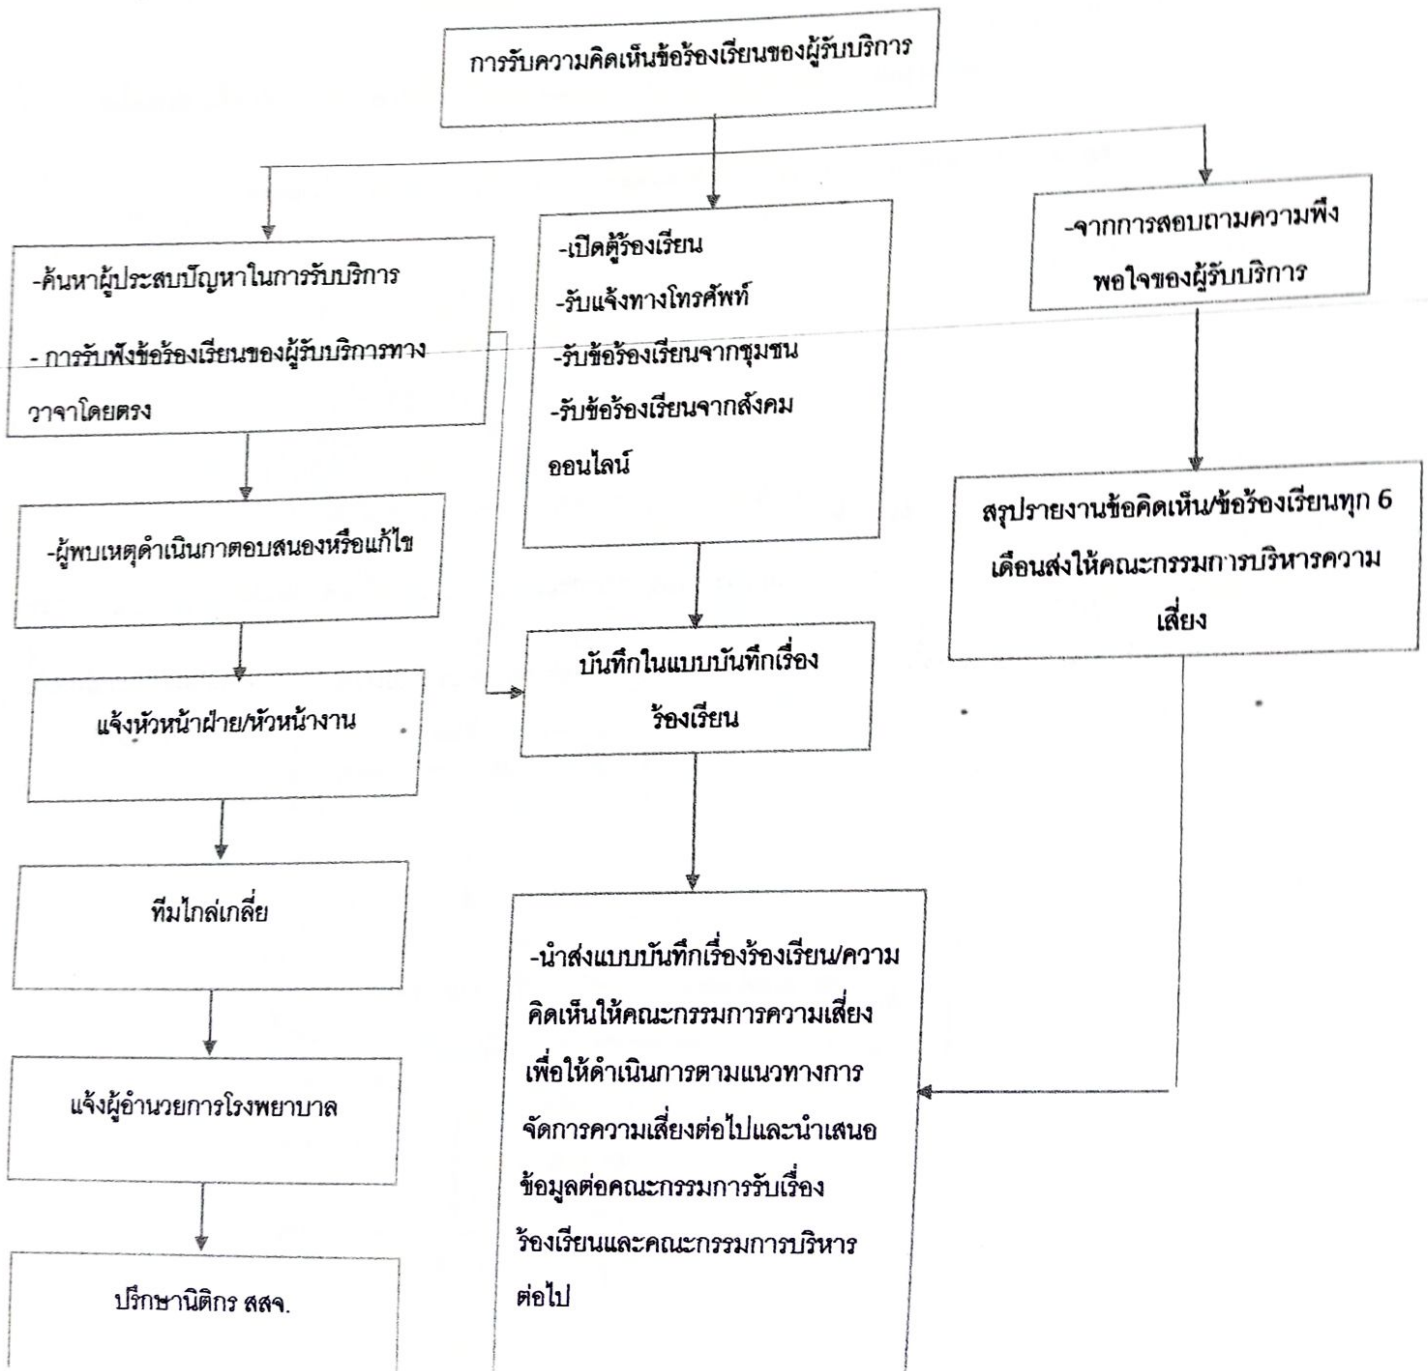 การรับความคิดเห็นข้อร้องเรียนของผู้รับบริการ
-ค้นหาผู้ประสบปัญหาในการรับบริการ
- การรับฟังข้อร้องเรียนของผู้รับบริการทาง
วาจาโดยตรง
-ผู้พบเหตุดำเนินกาตอบสนองหรือแก้ไข
แจ้งหัวหน้าฝ่าย/หัวหน้างาน
ทีมไกล่เกลี่ย
แจ้งผู้อำนวยการโรงพยาบาล
ปรึกษานิติกร สสจ.
-เปิดตู้ร้องเรียน
-รับแจ้งทางโทรศัพท์
-รับข้อร้องเรียนจากชุมชน
-รับข้อร้องเรียนจากสังคม
ออนไลน์
บันทึกในแบบบันทึกเรื่อง
ร้องเรียน
-นำส่งแบบบันทึกเรื่องร้องเรียน/ความ
คิดเห็นให้คณะกรรมการความเสี่ยง
เพื่อให้ดำเนินการตามแนวทางการ
จัดการความเสี่ยงต่อไปและนำเสนอ
ข้อมูลต่อคณะกรรมการรับเรื่อง
ร้องเรียนและคณะกรรมการบริหาร
ต่อไป
-จากการสอบถามความพึง
พอใจของผู้รับบริการ
สรุปรายงานข้อคิดเห็น/ข้อร้องเรียนทุก 6
เดือนส่งให้คณะกรรมการบริหารความ
เสี่ยง